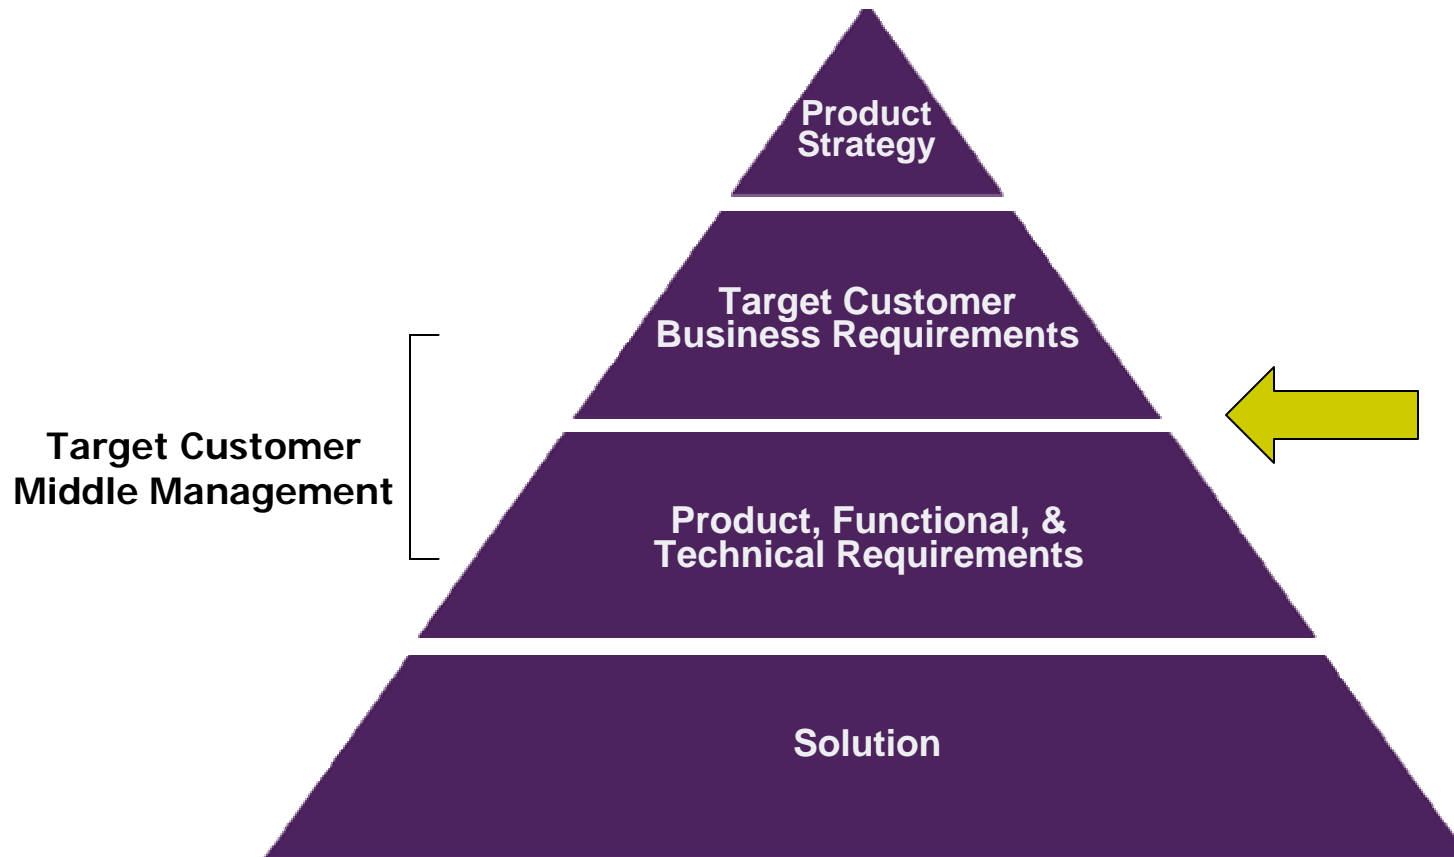 Product
Strategy
Target Customer
Business Requirements
Target Customer
Middle Management
Product, Functional, &
Technical Requirements
Solution